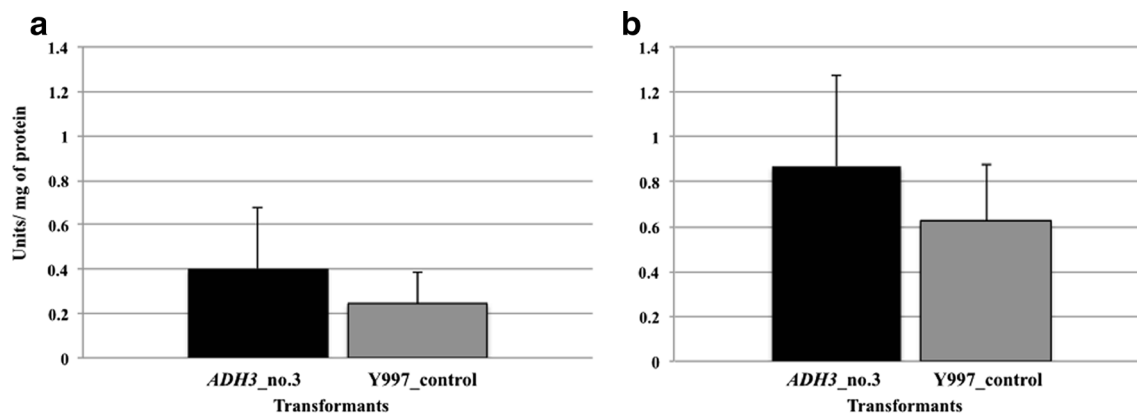 a
1.4
1.2
1
0.8
0.6
0.4
0.2
0
Units/ mg of protein
ADH3_no.3 Y997_control
Transformants
b
1.4
1.2
1
0.8
0.6
0.4
0.2
0
ADH3_no.3 Y997_control
Transformants